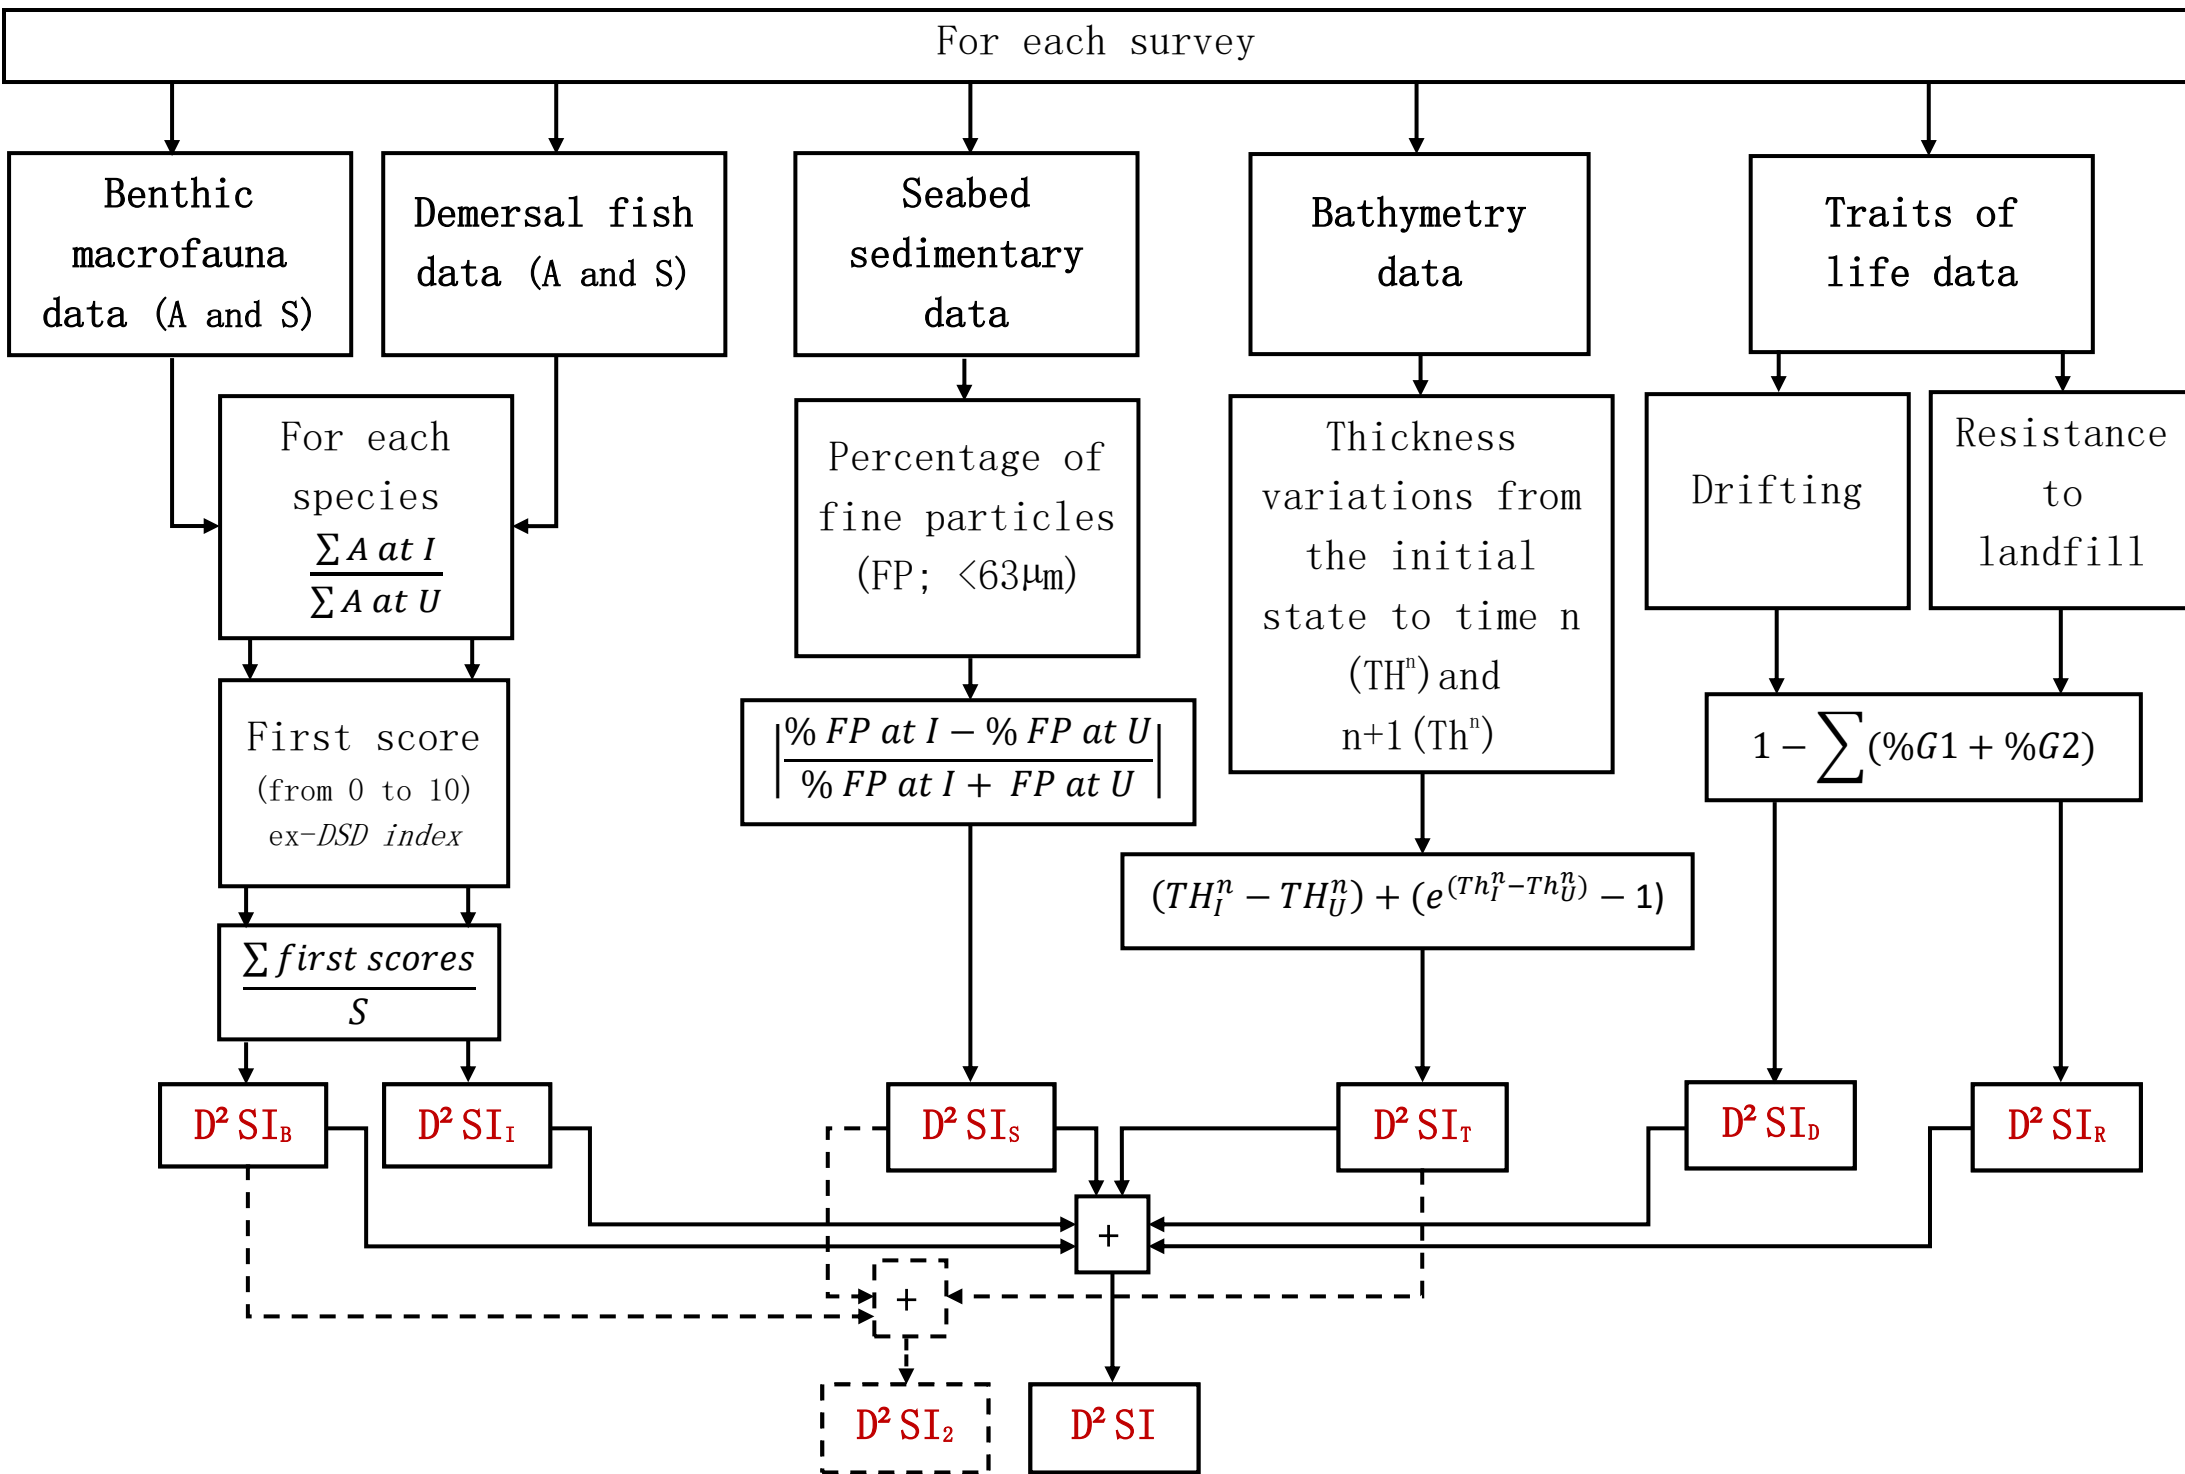 For each survey
Benthic
macrofauna
data (A and S)
Demersal fish
data (A and S)
Seabed
sedimentary
data
Bathymetry
data
Traits of
life data
For each
species
∑ A at I
∑ A at U
Percentage of
fine particles
(FP; <63μm)
Thickness
variations from
the initial
state to time n
(THⁿ) and
n+1 (Thⁿ)
Drifting
Resistance
to
landfill
First score
(from 0 to 10)
ex-DSD index
|% FP at I − % FP at U|
|% FP at I + FP at U|
1 − ∑(%G1 + %G2)
(TH_I^n − TH_U^n) + (e^(Th_I^n−Th_U^n) − 1)
∑ first scores
S
D² SI_B
D² SI_I
D² SI_S
D² SI_T
D² SI_D
D² SI_R
+
+
D² SI₂
D² SI